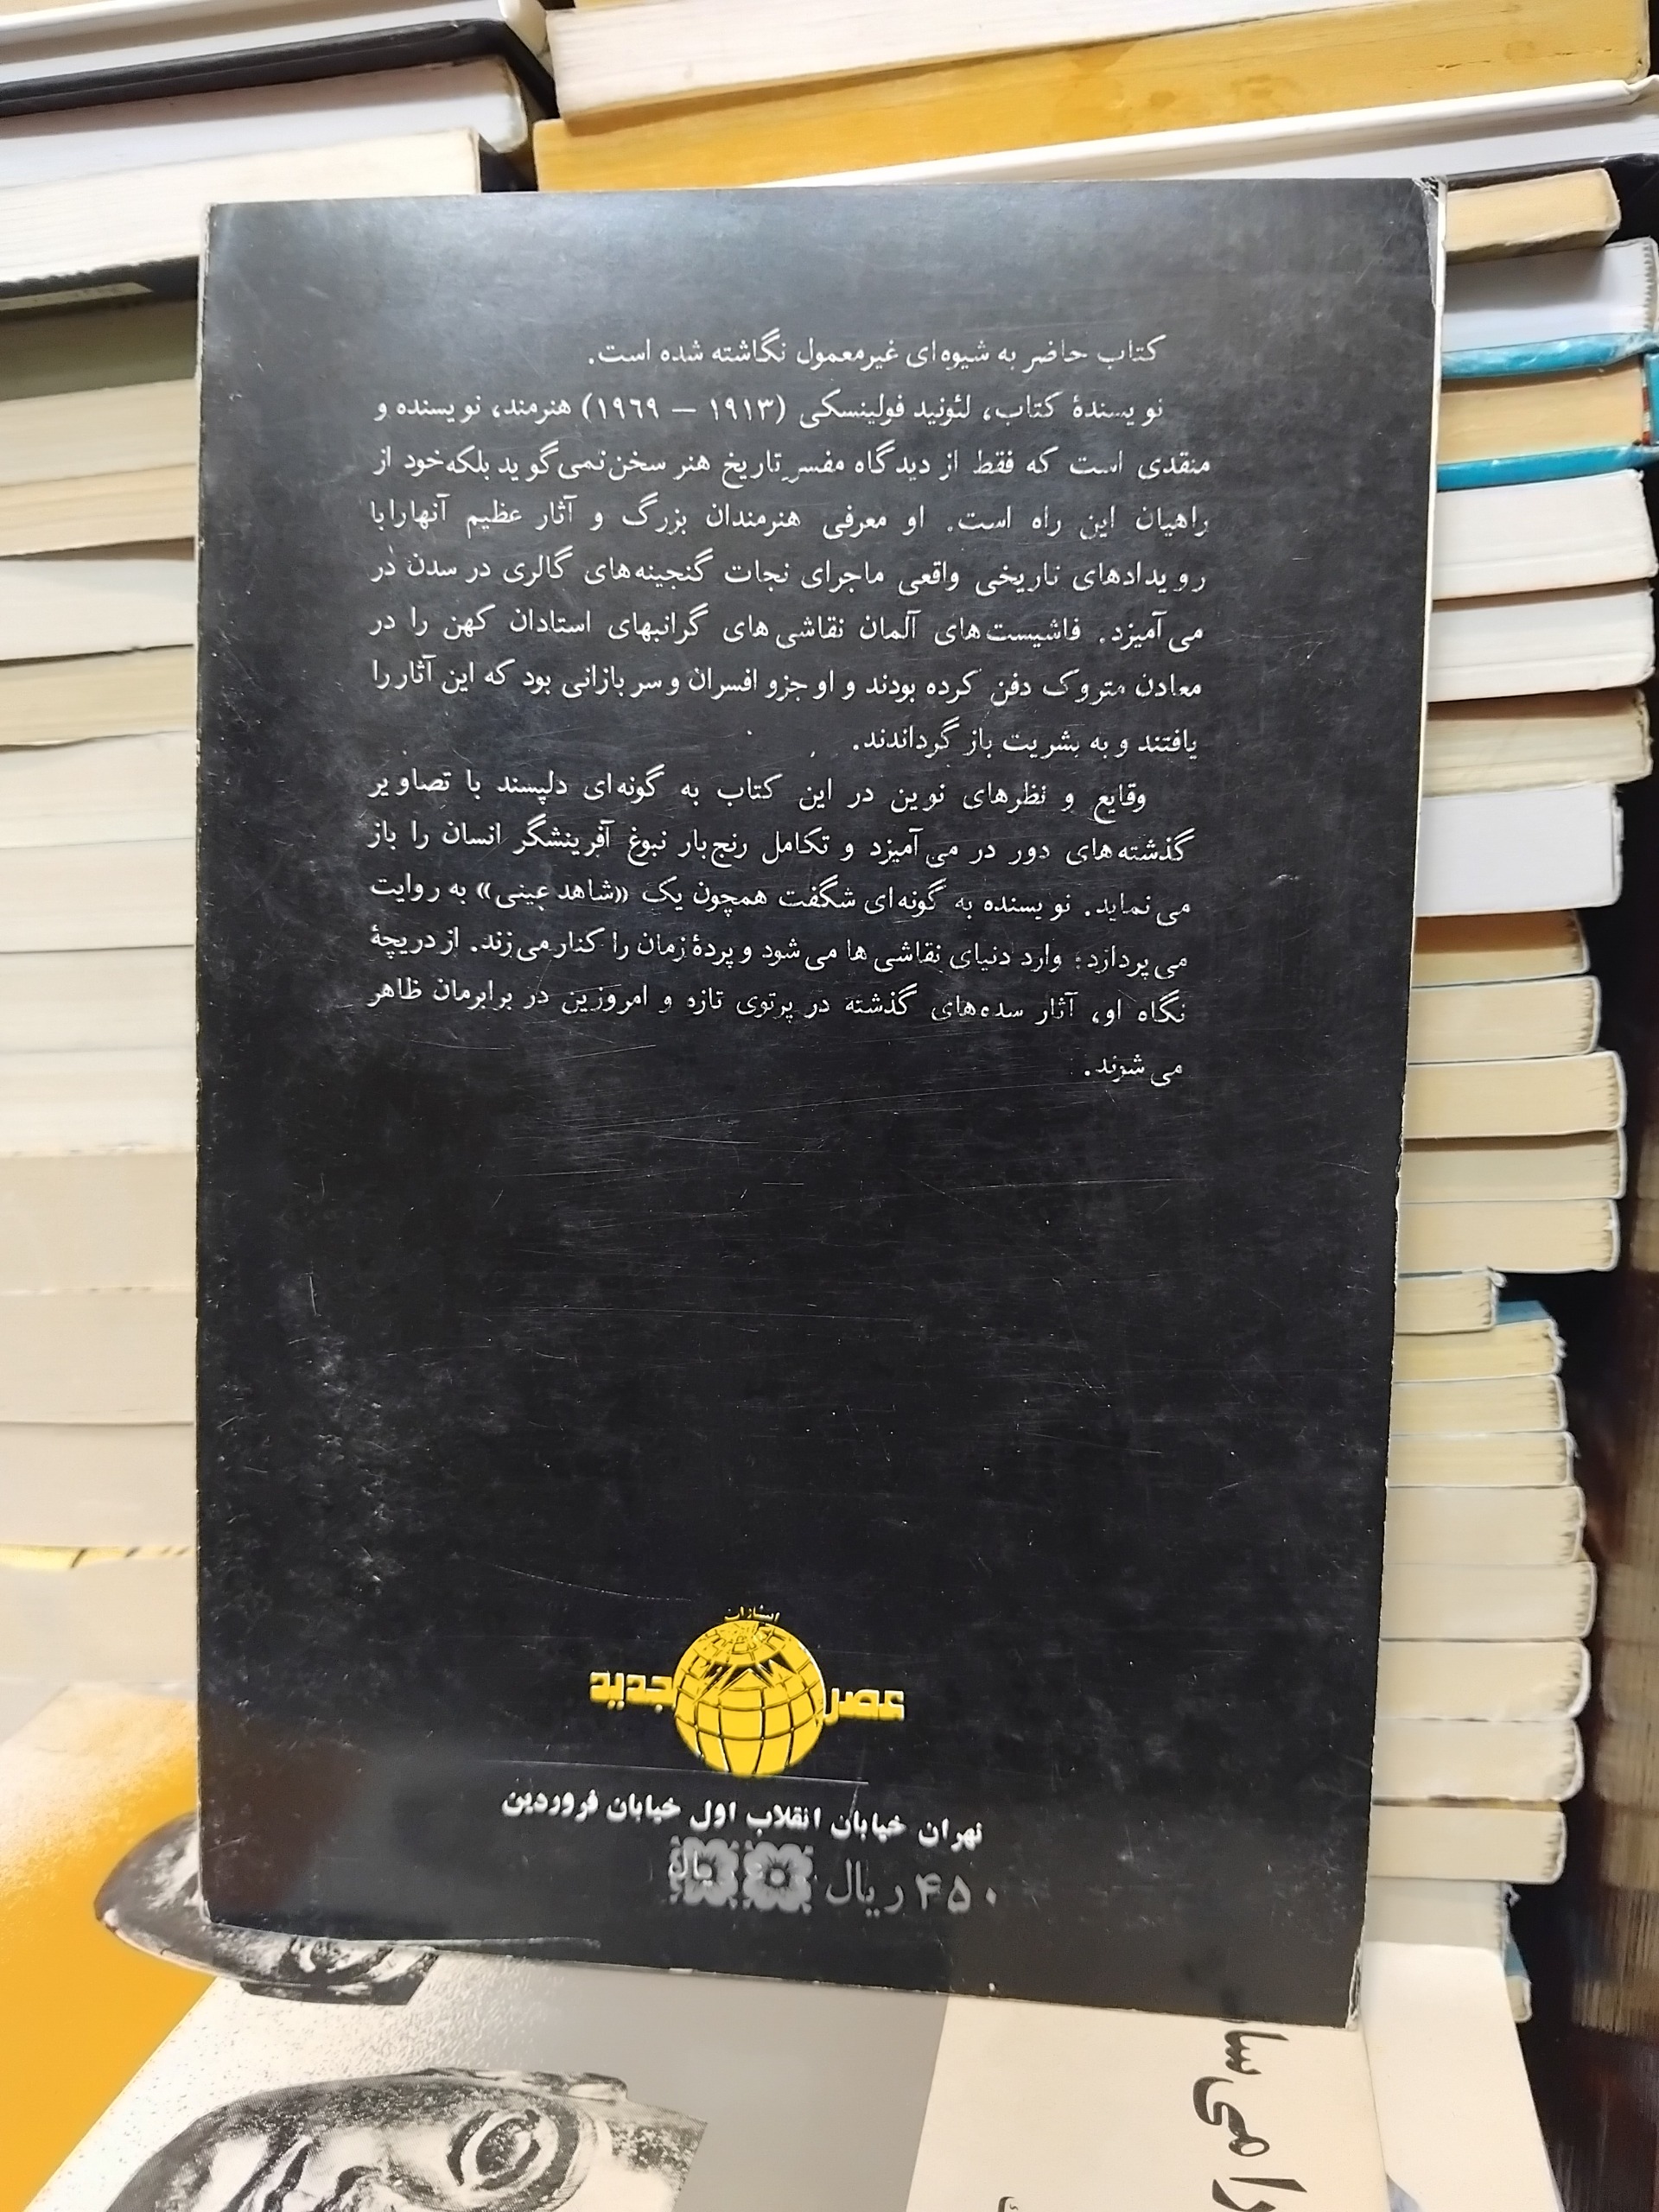 کتاب حاضر به شیوه‌ای غیرمعمول نگاشته شده است.
نویسندهٔ کتاب، لئونید فولینسکی (۱۹۱۳ – ۱۹۶۹) هنرمند، نویسنده و
منقدی است که فقط از دیدگاه مفسر تاریخ هنر سخن نمی‌گوید بلکه خود از
راهیان این راه است. او معرفی هنرمندان بزرگ و آثار عظیم آنها را با
رویدادهای تاریخی واقعی ماجرای نجات گنجینه‌های گالری درسدن در
می‌آمیزد. فاشیست‌های آلمان نقاشی‌های گرانبهای استادان کهن را در
معادن متروک دفن کرده بودند و او جزو افسران و سربازانی بود که این آثار را
یافتند و به بشریت بازگرداندند.
وقایع و نظرهای نوین در این کتاب به گونه‌ای دلپسند با تصاویر
گذشته‌های دور در می‌آمیزد و تکامل رنج‌بار نبوغ آفرینشگر انسان را باز
می‌نماید. نویسنده به گونه‌ای شگفت همچون یک «شاهد عینی» به روایت
می‌پردازد؛ وارد دنیای نقاشی‌ها می‌شود و پردهٔ زمان را کنار می‌زند. از دریچهٔ
نگاه او، آثار سده‌های گذشته در پرتوی تازه و امروزین در برابرمان ظاهر
می‌شوند.
انتشارات
عصر جدید
تهران خیابان انقلاب اول خیابان فروردین
۴۵۰ ریال